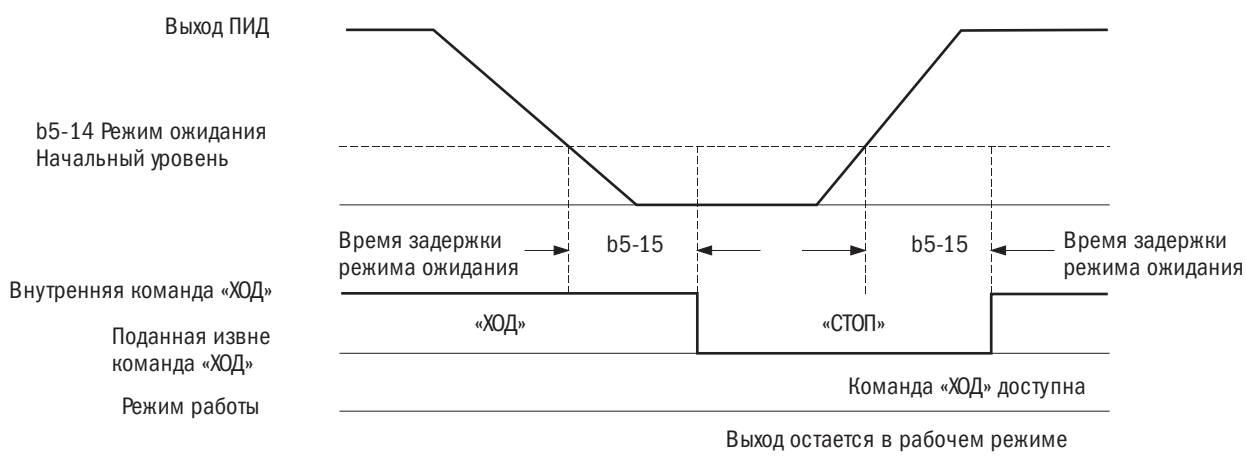 Выход ПИД
b5-14 Режим ожидания
Начальный уровень
Время задержки
режима ожидания
b5-15
b5-15
Время задержки
режима ожидания
Внутренняя команда «ХОД»
«ХОД»
«СТОП»
Поданная извне
команда «ХОД»
Команда «ХОД» доступна
Режим работы
Выход остается в рабочем режиме